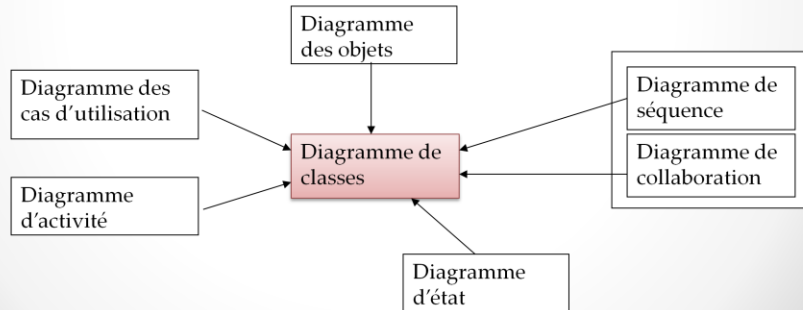 Diagramme
des objets
Diagramme des
cas d’utilisation
Diagramme de
séquence
Diagramme de
classes
Diagramme de
collaboration
Diagramme
d’activité
Diagramme
d’état